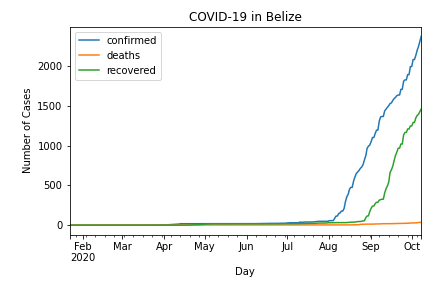 COVID-19 in Belize
confirmed
deaths
recovered
Number of Cases
2000
1500
1000
500
0
Feb Mar Apr May Jun Jul Aug Sep Oct
2020
Day